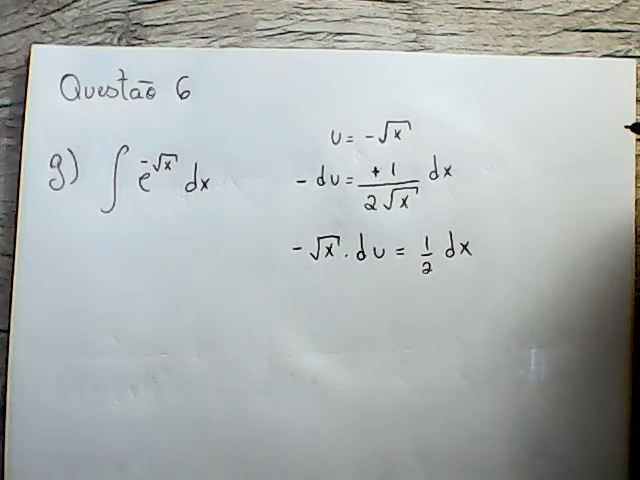 Questão 6
g) ∫ e^{-√x} dx
u = -√x
- du = +1/(2√x) dx
- √x . du = 1/2 dx